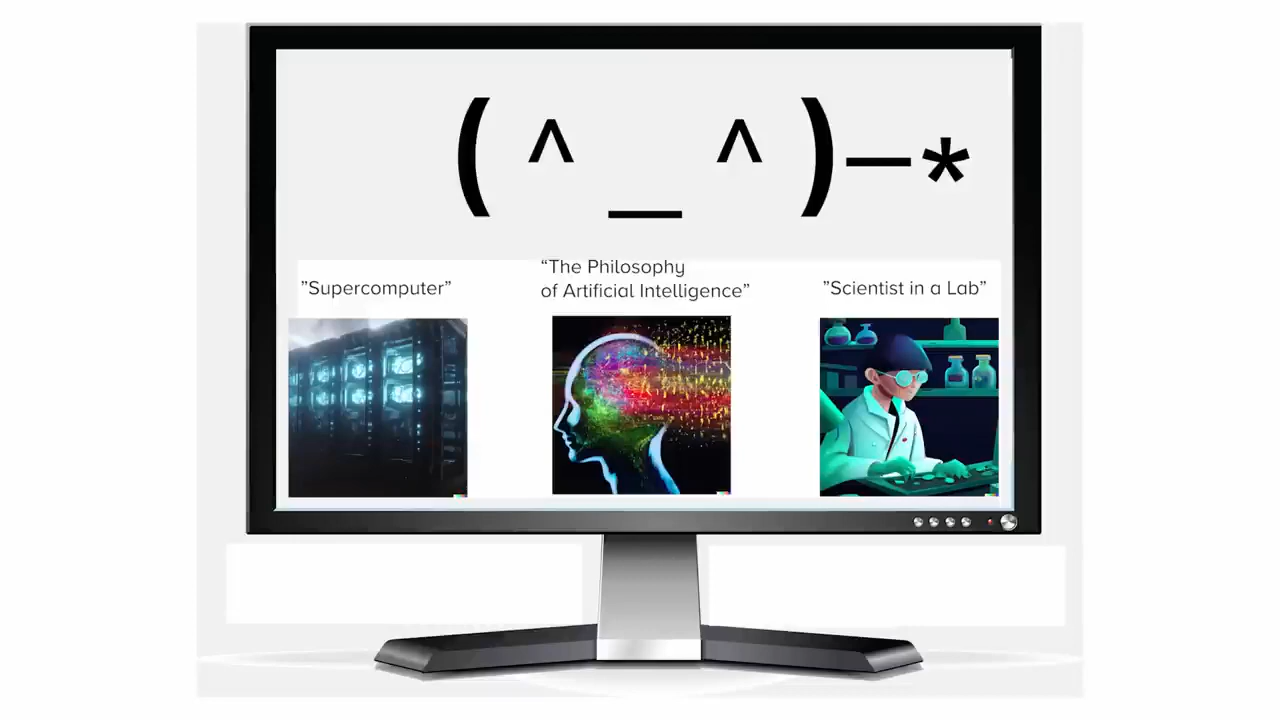 ( ^ _ ^ )—*
”Supercomputer”
“The Philosophy
of Artificial Intelligence”
”Scientist in a Lab”